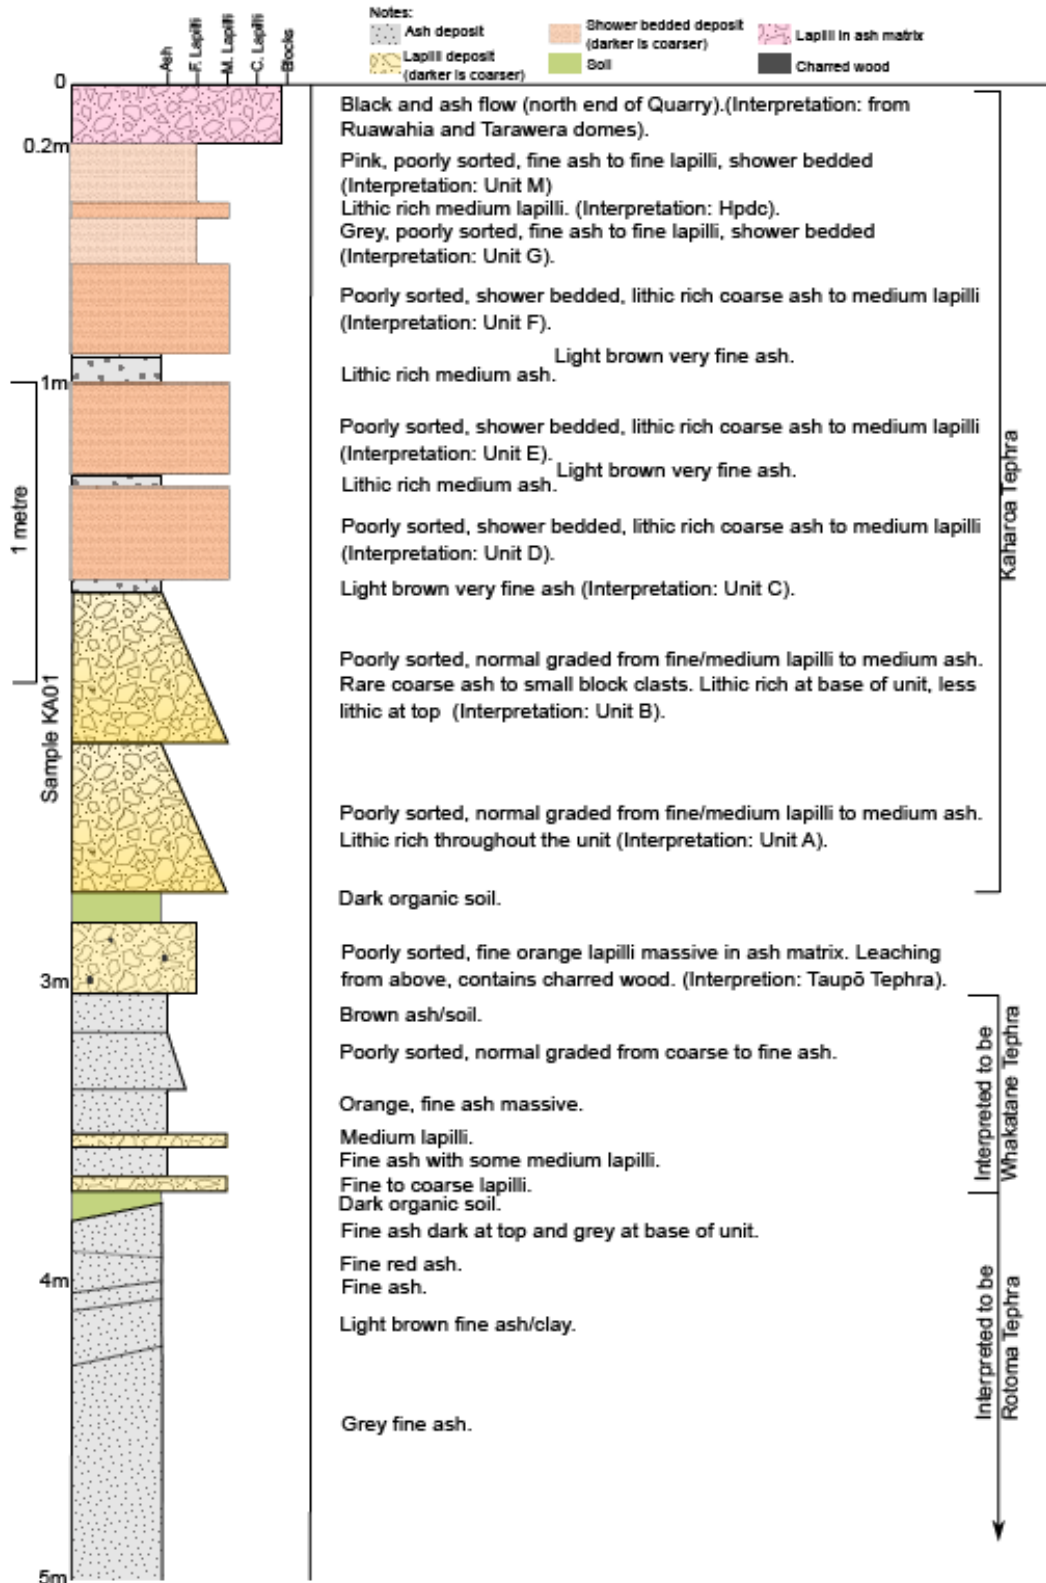 Notes:
Ash deposit
Lapilli deposit
(darker is coarser)
Shower bedded deposit
(darker is coarser)
Soil
Lapilli in ash matrix
Charred wood
Ash
F. Lapilli
M. Lapilli
C. Lapilli
Blocks
0
0.2m
1m
3m
4m
5m
1 metre
Sample KA01
Black and ash flow (north end of Quarry).(Interpretation: from
Ruawahia and Tarawera domes).
Pink, poorly sorted, fine ash to fine lapilli, shower bedded
(Interpretation: Unit M)
Lithic rich medium lapilli. (Interpretation: Hpdc).
Grey, poorly sorted, fine ash to fine lapilli, shower bedded
(Interpretation: Unit G).
Poorly sorted, shower bedded, lithic rich coarse ash to medium lapilli
(Interpretation: Unit F).
Light brown very fine ash.
Lithic rich medium ash.
Poorly sorted, shower bedded, lithic rich coarse ash to medium lapilli
(Interpretation: Unit E).
Light brown very fine ash.
Lithic rich medium ash.
Poorly sorted, shower bedded, lithic rich coarse ash to medium lapilli
(Interpretation: Unit D).
Light brown very fine ash (Interpretation: Unit C).
Poorly sorted, normal graded from fine/medium lapilli to medium ash.
Rare coarse ash to small block clasts. Lithic rich at base of unit, less
lithic at top (Interpretation: Unit B).
Poorly sorted, normal graded from fine/medium lapilli to medium ash.
Lithic rich throughout the unit (Interpretation: Unit A).
Dark organic soil.
Poorly sorted, fine orange lapilli massive in ash matrix. Leaching
from above, contains charred wood. (Interpretion: Taupō Tephra).
Brown ash/soil.
Poorly sorted, normal graded from coarse to fine ash.
Orange, fine ash massive.
Medium lapilli.
Fine ash with some medium lapilli.
Fine to coarse lapilli.
Dark organic soil.
Fine ash dark at top and grey at base of unit.
Fine red ash.
Fine ash.
Light brown fine ash/clay.
Grey fine ash.
Kaharoa Tephra
Interpreted to be
Whakatane Tephra
Interpreted to be
Rotoma Tephra